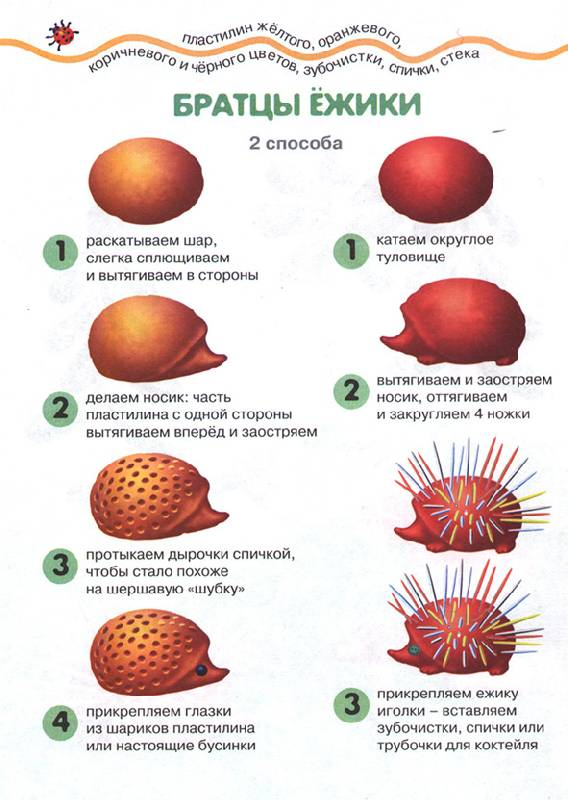 пластилин жёлтого, оранжевого,
коричневого и чёрного цветов, зубочистки, спички, стека
БРАТЦЫ ЁЖИКИ
2 способа
1
раскатываем шар,
слегка сплющиваем
и вытягиваем в стороны
2
делаем носик: часть
пластилина с одной стороны
вытягиваем вперёд и заостряем
3
протыкаем дырочки спичкой,
чтобы стало похоже
на шершавую «шубку»
4
прикрепляем глазки
из шариков пластилина
или настоящие бусинки
1
катаем округлое
туловище
2
вытягиваем и заостряем
носик, оттягиваем
и закругляем 4 ножки
3
прикрепляем ежику
иголки – вставляем
зубочистки, спички или
трубочки для коктейля